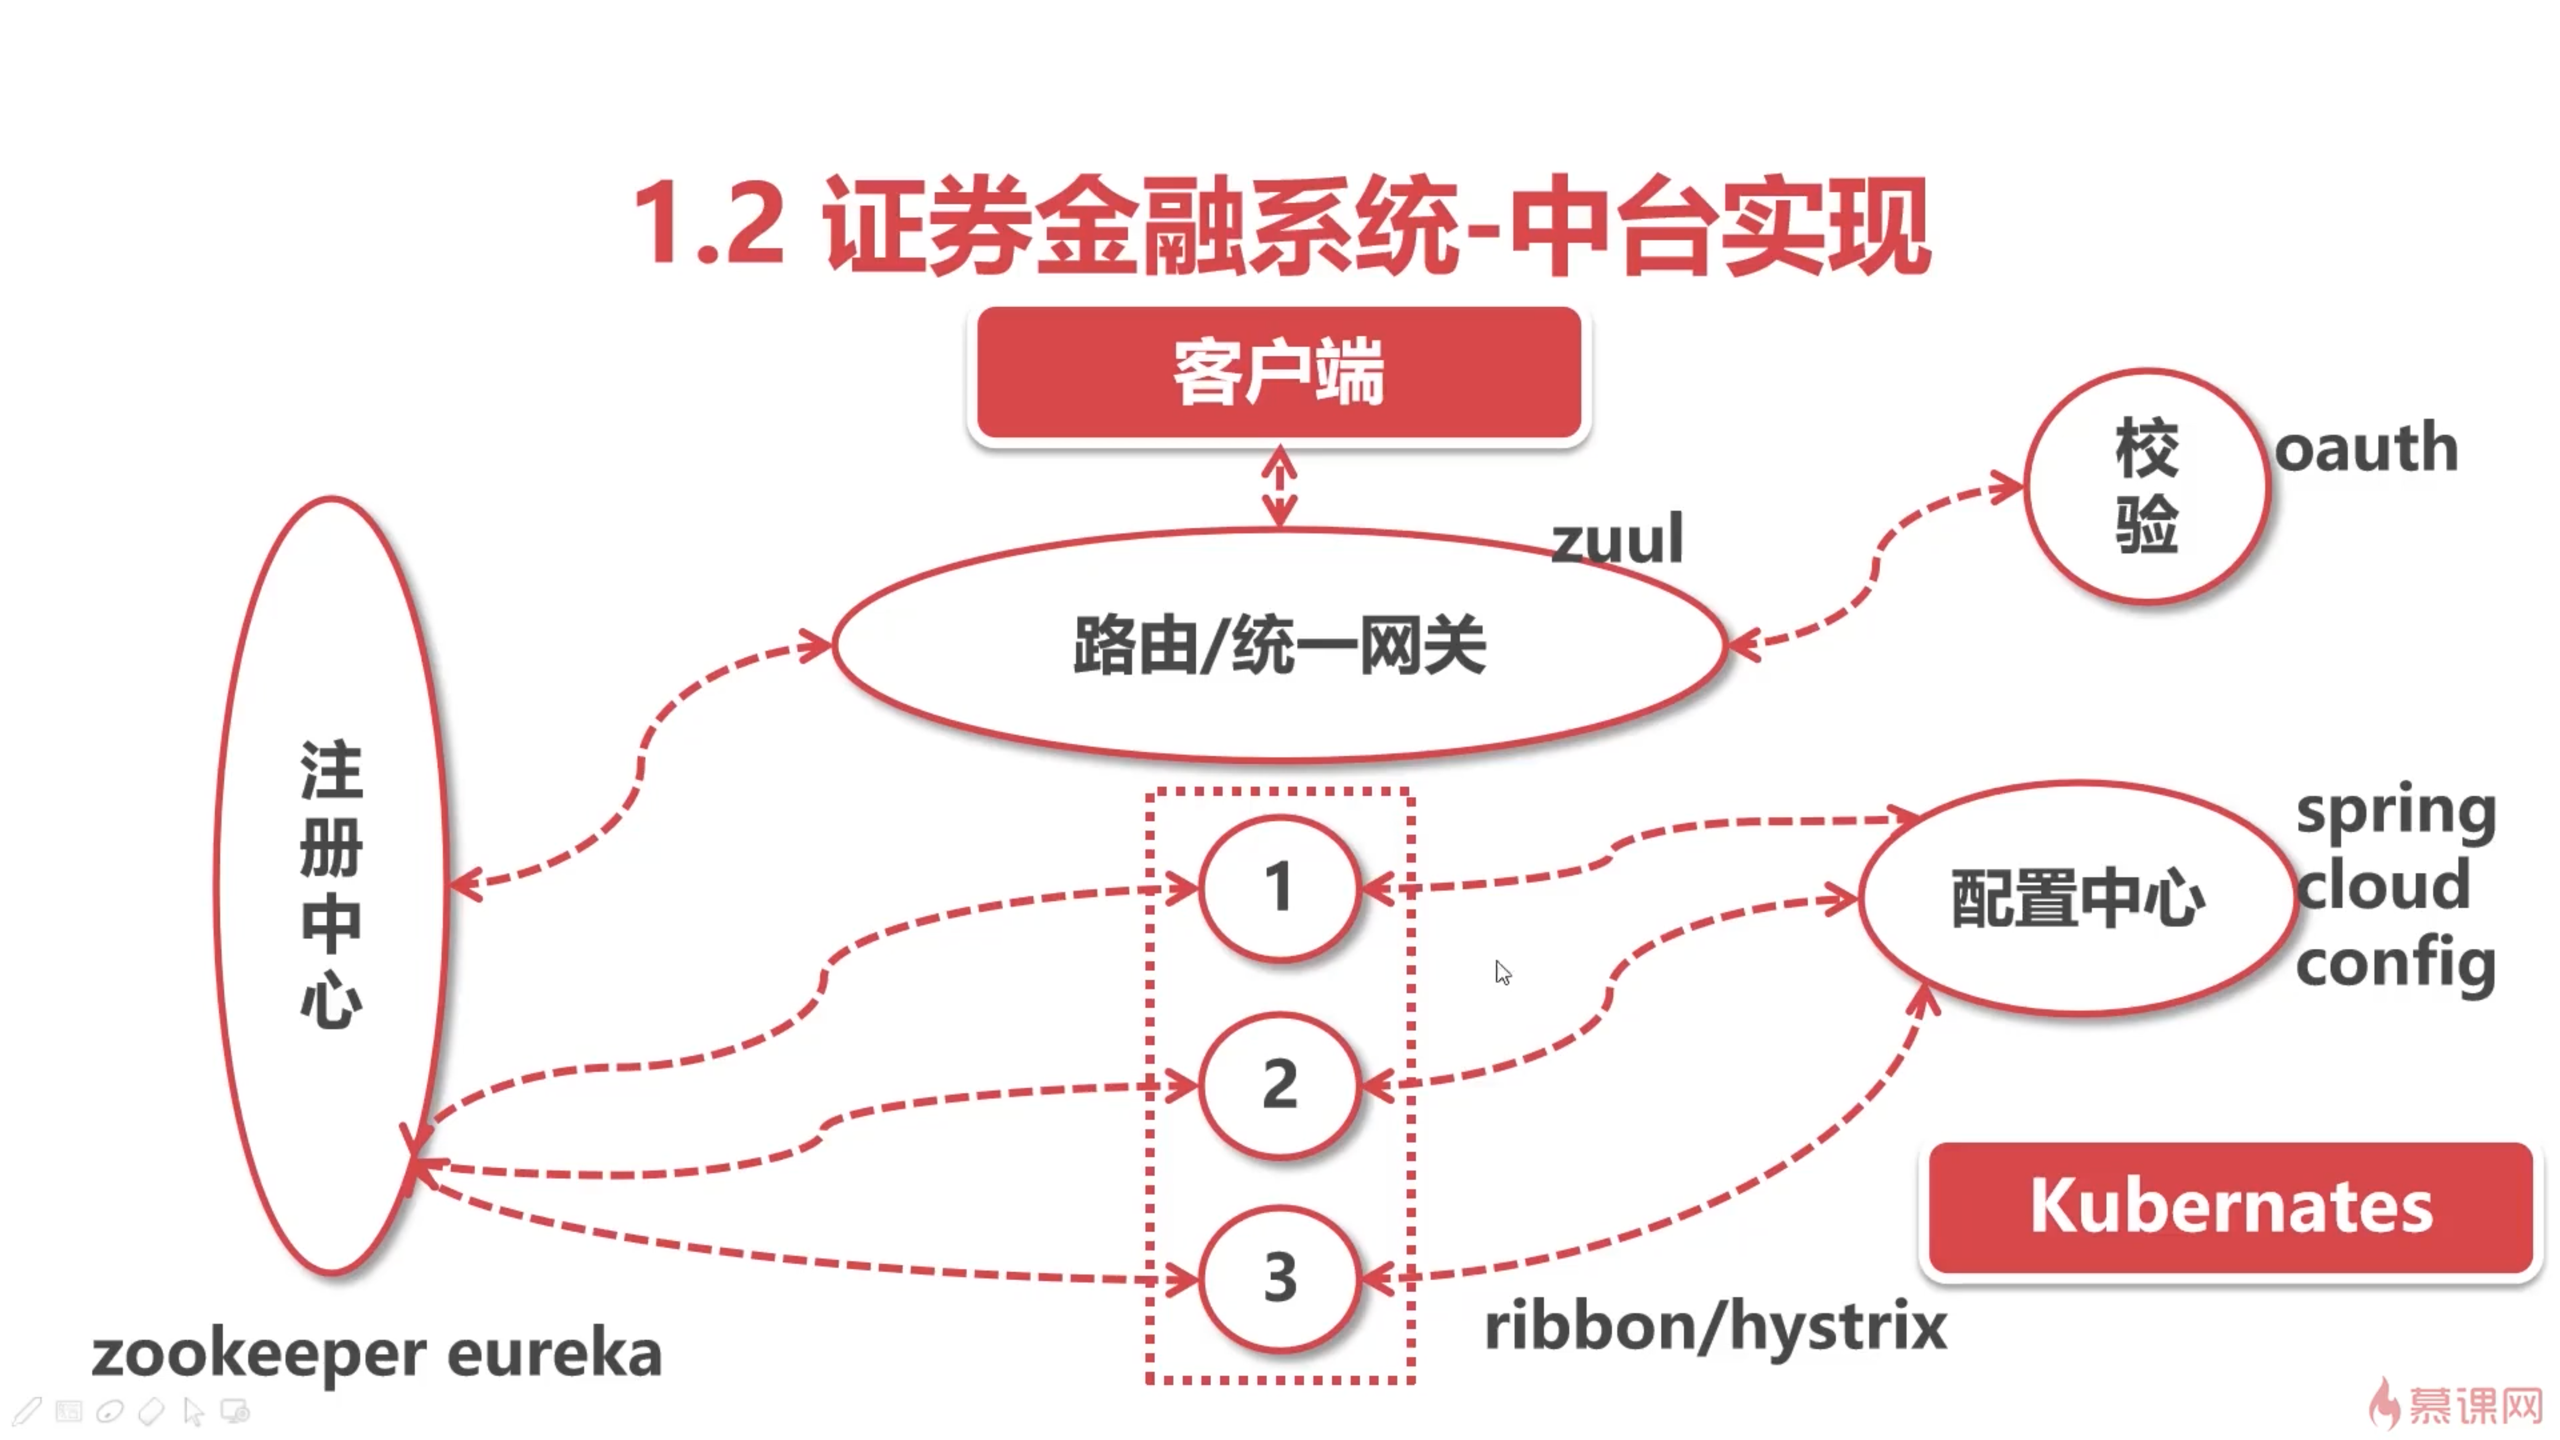 1.2 证券金融系统-中台实现
客户端
校
验
oauth
zuul
路由/统一网关
注
册
中
心
1
2
3
配置中心
spring
cloud
config
Kubernates
ribbon/hystrix
zookeeper eureka
慕课网